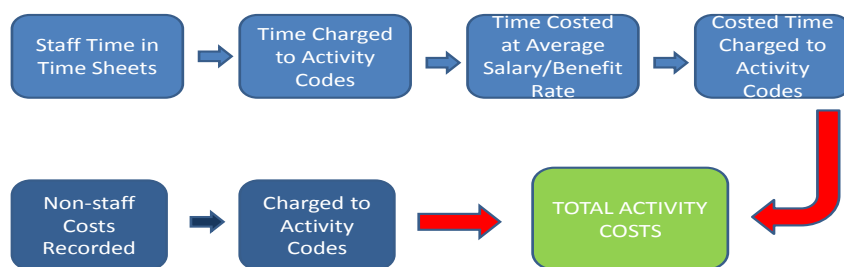 Staff Time in
Time Sheets
Time Charged
to Activity
Codes
Time Costed
at Average
Salary/Benefit
Rate
Costed Time
Charged to
Activity
Codes
Non-staff
Costs
Recorded
Charged to
Activity
Codes
TOTAL ACTIVITY
COSTS